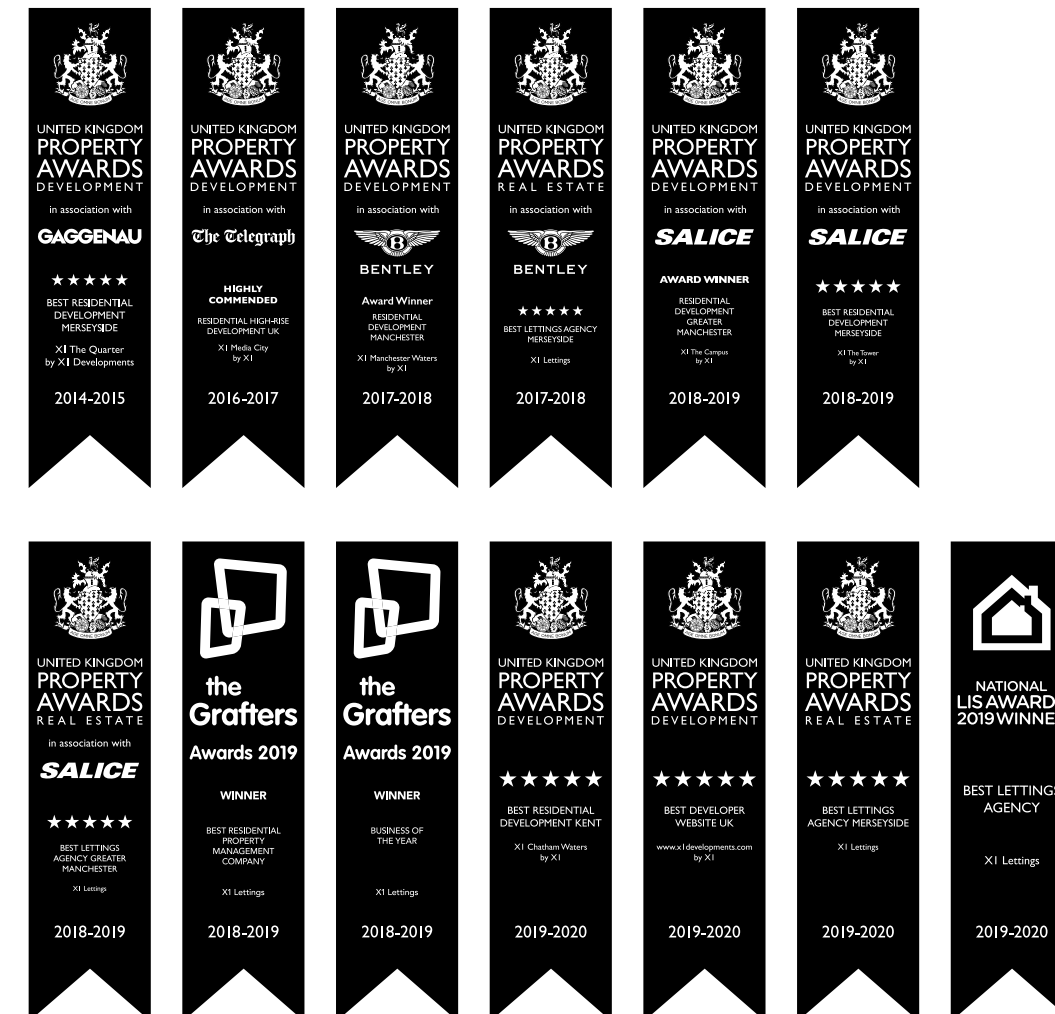 UNITED KINGDOM
PROPERTY
AWARDS
DEVELOPMENT
in association with
GAGGENAU
BEST RESIDENTIAL
DEVELOPMENT
MERSEYSIDE
X1 The Quarter
by X1 Developments
2014-2015
UNITED KINGDOM
PROPERTY
AWARDS
DEVELOPMENT
in association with
The Telegraph
HIGHLY
COMMENDED
RESIDENTIAL HIGH-RISE
DEVELOPMENT UK
X1 Media City
by X1
2016-2017
UNITED KINGDOM
PROPERTY
AWARDS
DEVELOPMENT
in association with
B
BENTLEY
Award Winner
RESIDENTIAL
DEVELOPMENT
MANCHESTER
X1 Manchester Waters
by X1
2017-2018
UNITED KINGDOM
PROPERTY
AWARDS
REAL ESTATE
in association with
B
BENTLEY
BEST LETTINGS AGENCY
MERSEYSIDE
X1 Lettings
2017-2018
UNITED KINGDOM
PROPERTY
AWARDS
DEVELOPMENT
in association with
SALICE
AWARD WINNER
RESIDENTIAL
DEVELOPMENT
GREATER
MANCHESTER
X1 The Campus
by X1
2018-2019
UNITED KINGDOM
PROPERTY
AWARDS
DEVELOPMENT
in association with
SALICE
BEST RESIDENTIAL
DEVELOPMENT
MERSEYSIDE
X1 The Tower
by X1
2018-2019
UNITED KINGDOM
PROPERTY
AWARDS
REAL ESTATE
in association with
SALICE
BEST LETTINGS
AGENCY GREATER
MANCHESTER
X1 Lettings
2018-2019
the
Grafters
Awards 2019
WINNER
BEST RESIDENTIAL
PROPERTY
MANAGEMENT
COMPANY
X1 Lettings
2018-2019
the
Grafters
Awards 2019
WINNER
BUSINESS OF
THE YEAR
X1 Lettings
2018-2019
UNITED KINGDOM
PROPERTY
AWARDS
DEVELOPMENT
BEST RESIDENTIAL
DEVELOPMENT KENT
X1 Chatham Waters
by X1
2019-2020
UNITED KINGDOM
PROPERTY
AWARDS
DEVELOPMENT
BEST DEVELOPER
WEBSITE UK
www.x1developments.com
by X1
2019-2020
UNITED KINGDOM
PROPERTY
AWARDS
REAL ESTATE
BEST LETTINGS
AGENCY MERSEYSIDE
X1 Lettings
2019-2020
NATIONAL
LIS AWARD
2019 WINNE
BEST LETTINGS
AGENCY
X1 Lettings
2019-2020